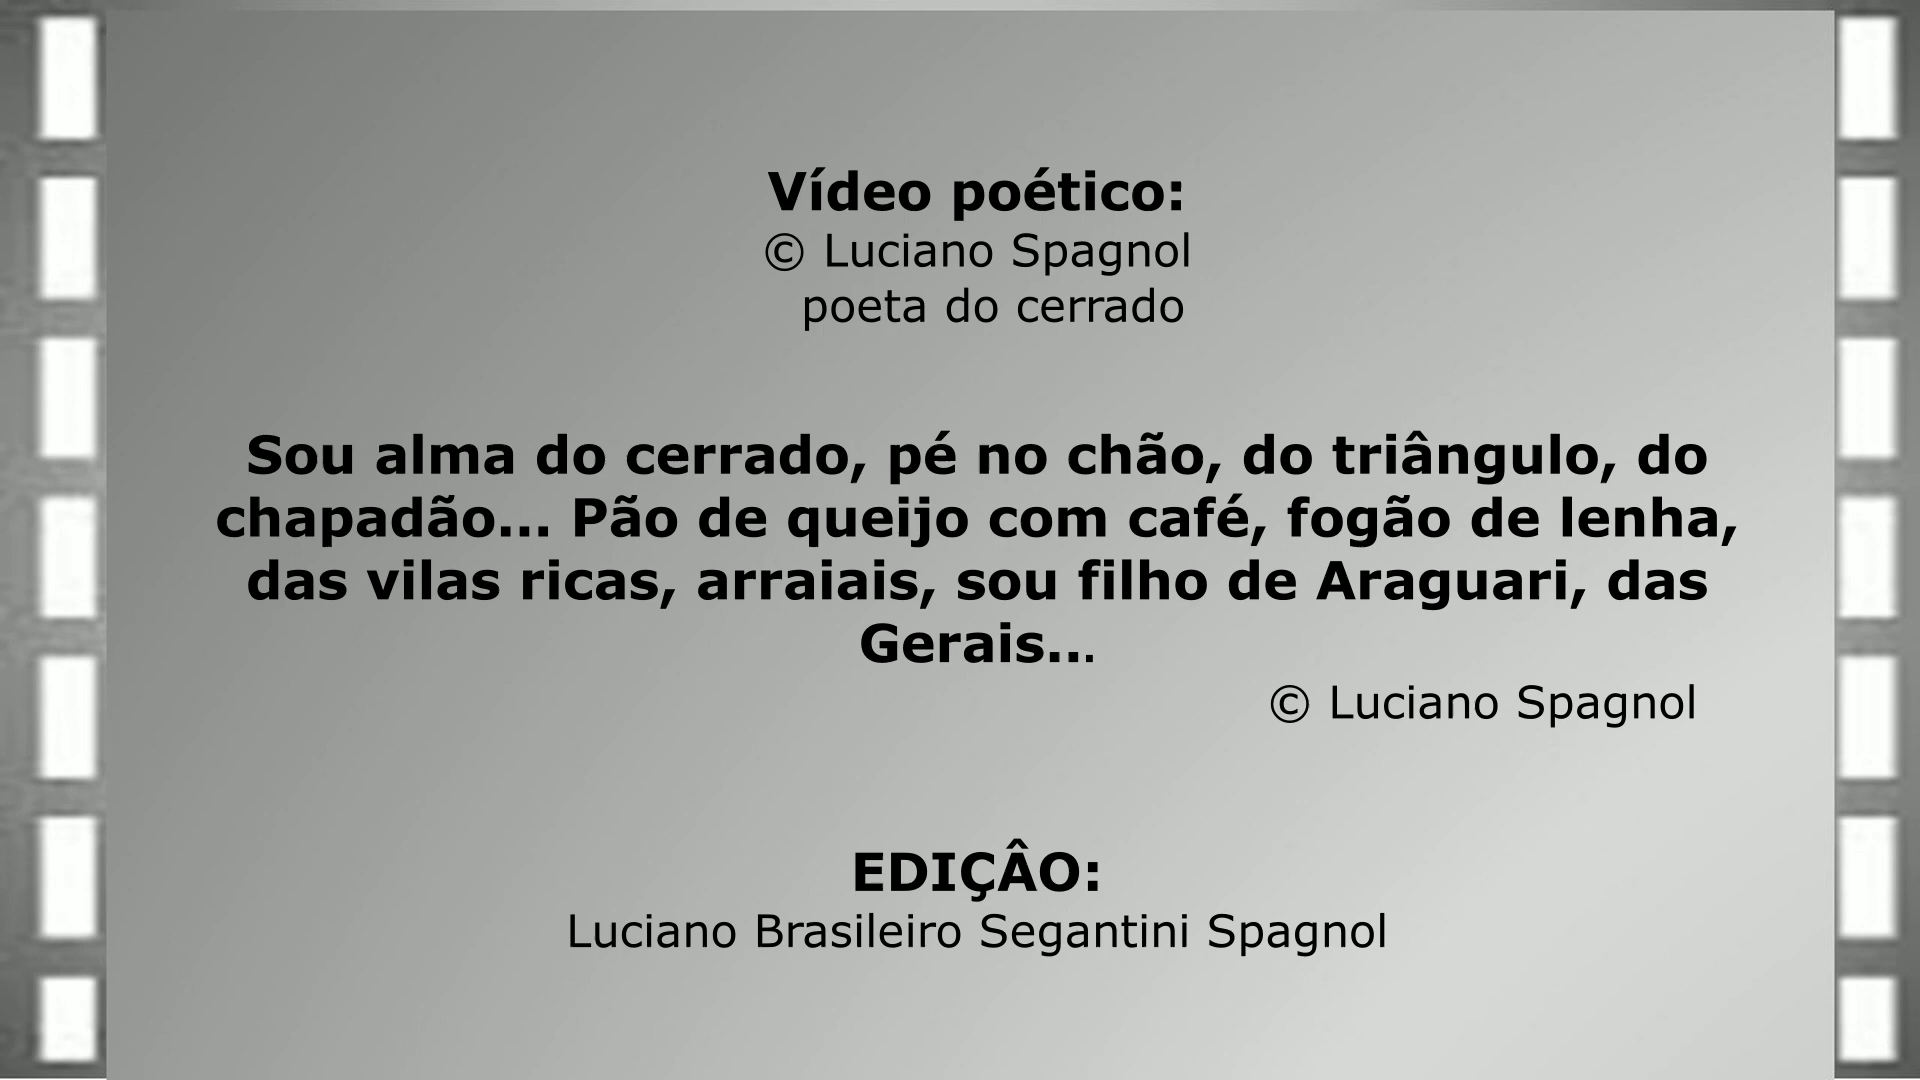 Vídeo poético:
© Luciano Spagnol
poeta do cerrado
Sou alma do cerrado, pé no chão, do triângulo, do
chapadão... Pão de queijo com café, fogão de lenha,
das vilas ricas, arraiais, sou filho de Araguari, das
Gerais...
© Luciano Spagnol
EDIÇÂO:
Luciano Brasileiro Segantini Spagnol